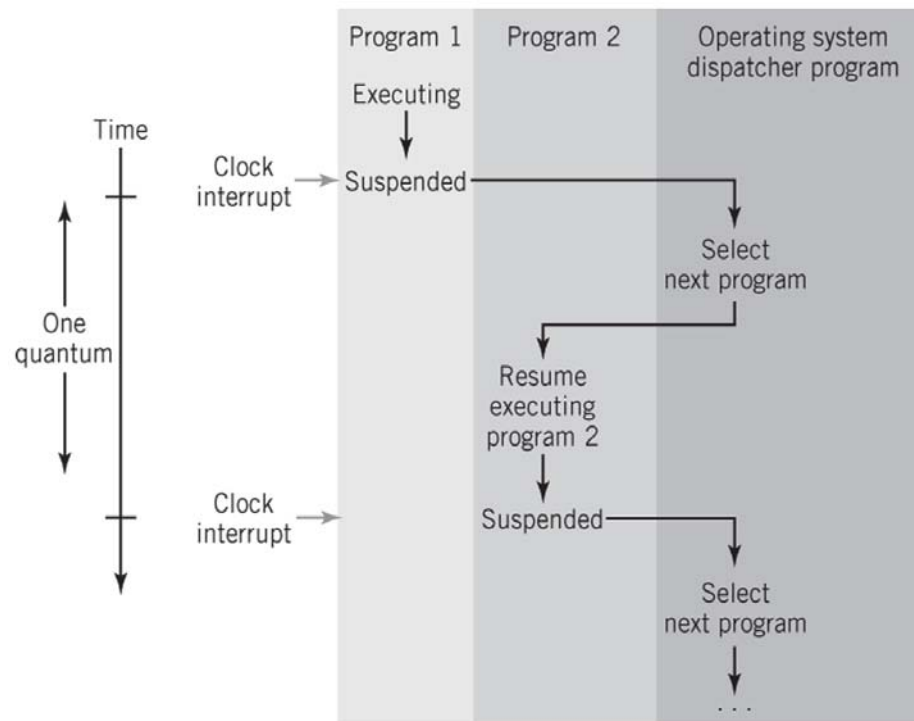 Program 1
Program 2
Operating system
dispatcher program
Executing
Time
Clock
interrupt
Suspended
Select
next program
One
quantum
Resume
executing
program 2
Clock
interrupt
Suspended
Select
next program
. . .